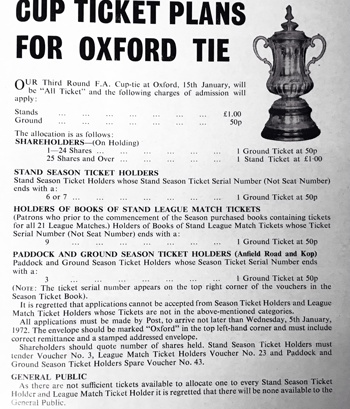 CUP TICKET PLANS
FOR OXFORD TIE
OUR Third Round F.A. Cup-tie at Oxford, 15th January, will
be "All Ticket" and the following charges of admission will
apply:
Stands ... ... ... ... ... ... £1.00
Ground ... ... ... ... ... ... 50p
The allocation is as follows:
SHAREHOLDERS—(On Holding)
1—24 Shares ... ... ... ... ... 1 Ground Ticket at 50p
25 Shares and Over ... ... ... ... 1 Stand Ticket at £1·00
STAND SEASON TICKET HOLDERS
Stand Season Ticket Holders whose Stand Season Ticket Serial Number (Not Seat Number)
ends with a:
6 or 7 ... ... ... ... ... ... 1 Ground Ticket at 50p
HOLDERS OF BOOKS OF STAND LEAGUE MATCH TICKETS
(Patrons who prior to the commencement of the Season purchased books containing tickets
for all 21 League Matches.) Holders of Books of Stand League Match Tickets whose Ticket
Serial Number (Not Seat Number) ends with a:
9 ... ... ... ... ... ... 1 Ground Ticket at 50p
PADDOCK AND GROUND SEASON TICKET HOLDERS (Anfield Road and Kop)
Paddock and Ground Season Ticket Holders whose Season Ticket Serial Number ends
with a:
3 ... ... ... ... ... ... 1 Ground Ticket at 50p
(NOTE: The ticket serial number appears on the top right corner of the vouchers in the
Season Ticket Book).
It is regretted that applications cannot be accepted from Season Ticket Holders and League
Match Ticket Holders whose Tickets are not in the above-mentioned categories.
All applications must be made by Post, to arrive not later than Wednesday, 5th January,
1972. The envelope should be marked "Oxford" in the top left-hand corner and must include
correct remittance and a stamped addressed envelope.
Shareholders should quote number of shares held. Stand Season Ticket Holders must
tender Voucher No. 3, League Match Ticket Holders Voucher No. 23 and Paddock and
Ground Season Ticket Holders Spare Voucher No. 43.
GENERAL PUBLIC
As there are not sufficient tickets available to allocate one to every Stand Season Ticket
Holder and League Match Ticket Holder it is regretted that there will be none available to the
General Public.